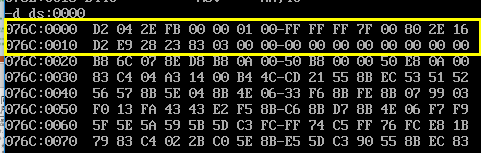 -d ds:0000
076C:0000 D2 04 2E FB 00 00 01 00-FF FF FF 7F 00 80 2E 16
076C:0010 D2 E9 28 23 83 03 00 00-00 00 00 00 00 00 00 00
076C:0020 B8 6C 07 8E D8 B8 0A 00-50 B8 00 00 50 E8 0A 00
076C:0030 83 C4 04 A3 14 00 B4 4C-CD 21 55 8B EC 53 51 52
076C:0040 56 57 8B 5E 04 8B 4E 06-33 F6 8B FE 8B 07 99 03
076C:0050 F0 13 FA 43 43 E2 F5 8B-C6 8B D7 8B 4E 06 F7 F9
076C:0060 5F 5E 5A 59 5B 5D C3 FC-FF 74 C5 FF 76 FC E8 1B
076C:0070 79 83 C4 02 2B C0 5E 8B-E5 5D C3 90 55 8B EC 83